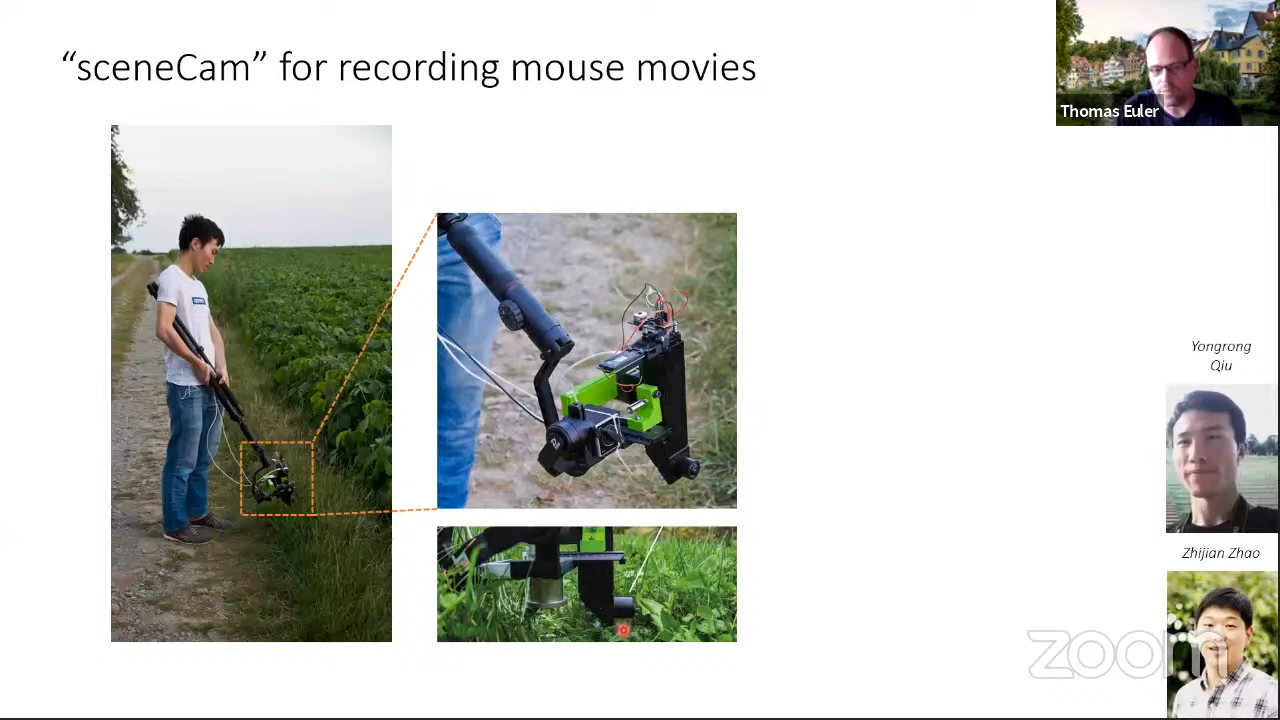 “sceneCam” for recording mouse movies
Thomas Euler
Yongrong
Qiu
Zhijian Zhao
zoom